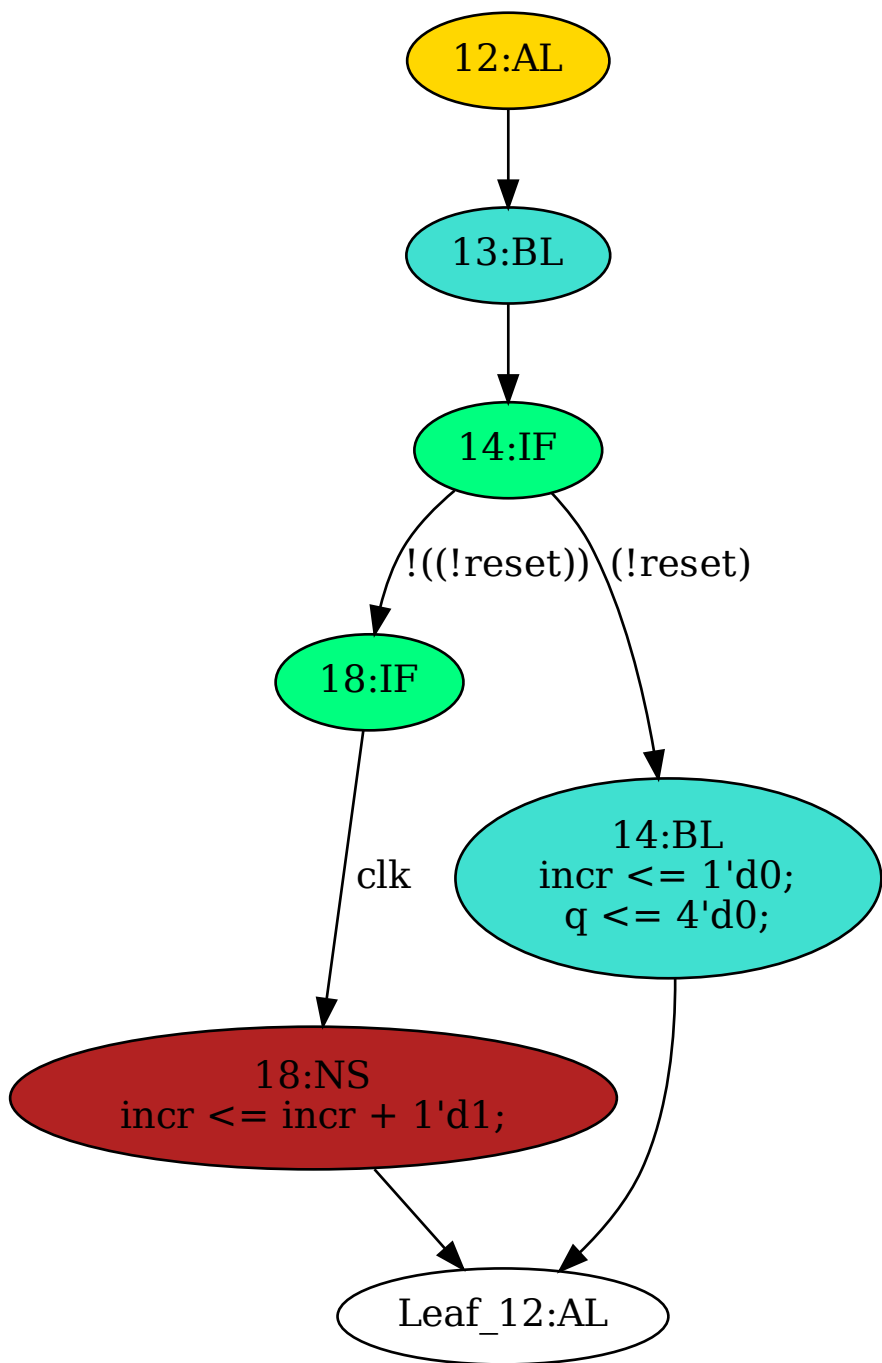 12:AL
13:BL
14:IF
!((!reset))
(!reset)
18:IF
14:BL
incr <= 1'd0;
q <= 4'd0;
clk
18:NS
incr <= incr + 1'd1;
Leaf_12:AL